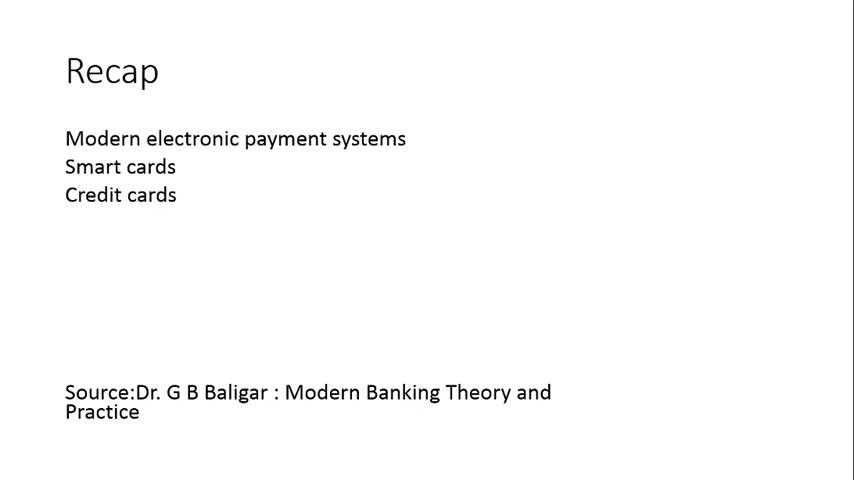 Recap
Modern electronic payment systems
Smart cards
Credit cards
Source:Dr. G B Baligar : Modern Banking Theory and
Practice